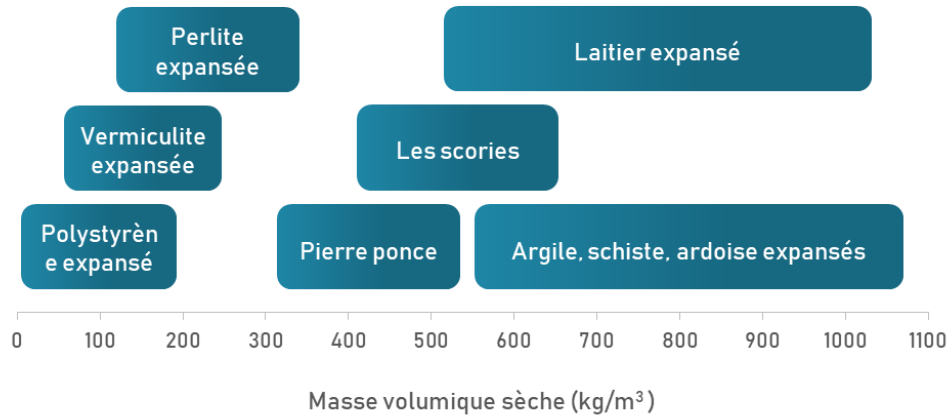 Perlite
expansée
Laitier expansé
Vermiculite
expansée
Les scories
Polystyrèn
e expansé
Pierre ponce
Argile, schiste, ardoise expansés
0 100 200 300 400 500 600 700 800 900 1000 1100
Masse volumique sèche (kg/m³)